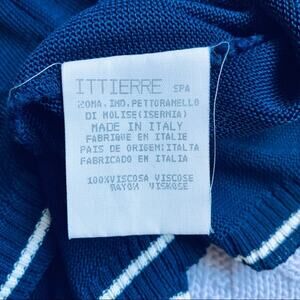 ITTIERRE SPA
ZONA.IND.PETTORANELLO
DI MOLISE(ISERNIA)
MADE IN ITALY
FABRIQUE EN ITALIE
PAIS DE ORIGEM:ITALIA
FABRICADO EN ITALIA
100%VISCOSA VISCOSE
RAYON VISKOSE